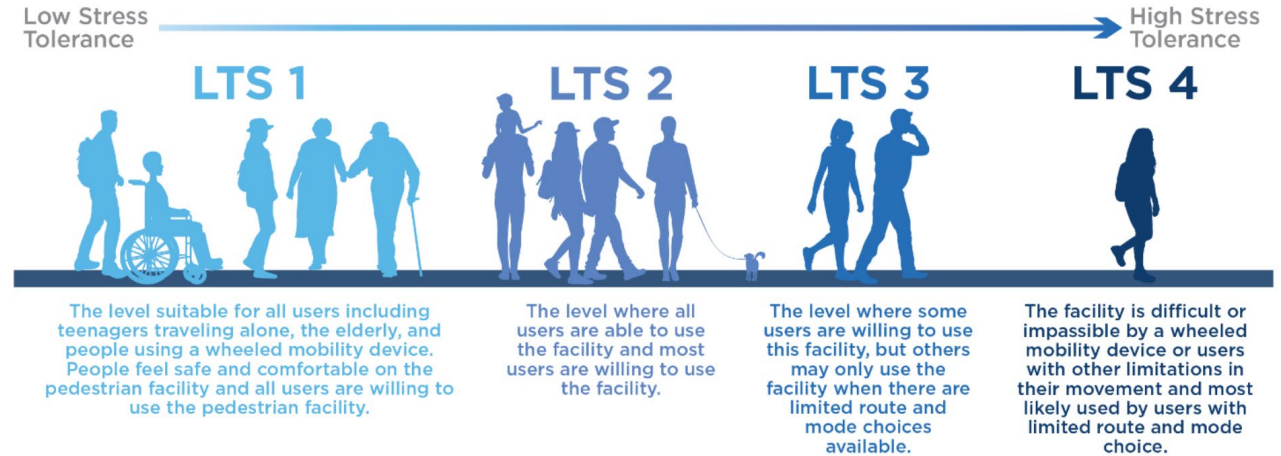 Low Stress
Tolerance
High Stress
Tolerance
LTS 1
LTS 2
LTS 3
LTS 4
The level suitable for all users including
teenagers traveling alone, the elderly, and
people using a wheeled mobility device.
People feel safe and comfortable on the
pedestrian facility and all users are willing to
use the pedestrian facility.
The level where all
users are able to use
the facility and most
users are willing to use
the facility.
The level where some
users are willing to use
this facility, but others
may only use the
facility when there are
limited route and
mode choices
available.
The facility is difficult or
impassible by a wheeled
mobility device or users
with other limitations in
their movement and most
likely used by users with
limited route and mode
choice.